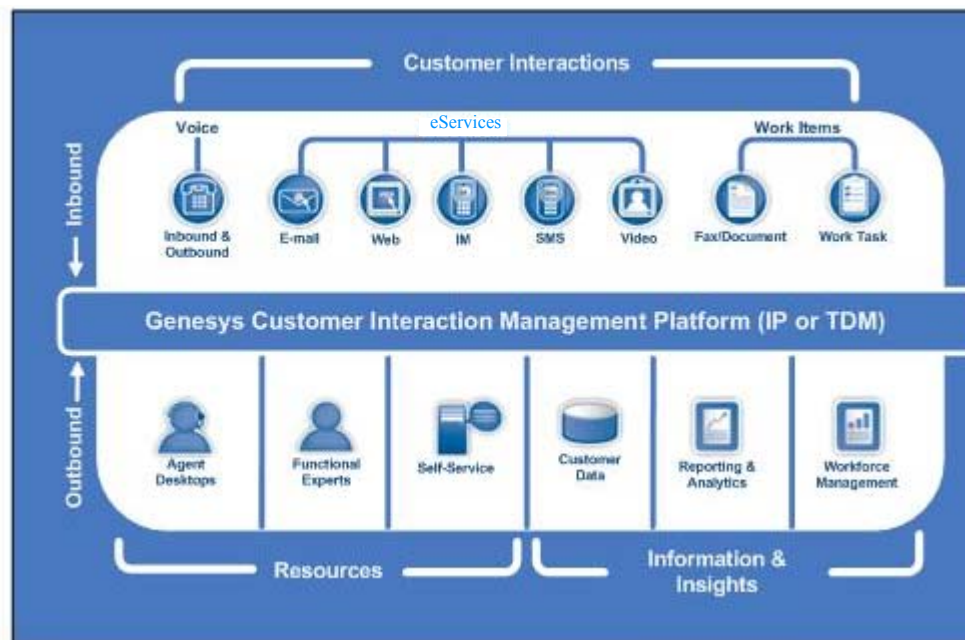 Customer Interactions
Voice
eServices
Work Items
Inbound &
Outbound
E-mail
Web
IM
SMS
Video
Fax/Document
Work Task
Inbound
Genesys Customer Interaction Management Platform (IP or TDM)
Outbound
Agent
Desktops
Functional
Experts
Self-Service
Customer
Data
Reporting &
Analytics
Workforce
Management
Resources
Information &
Insights